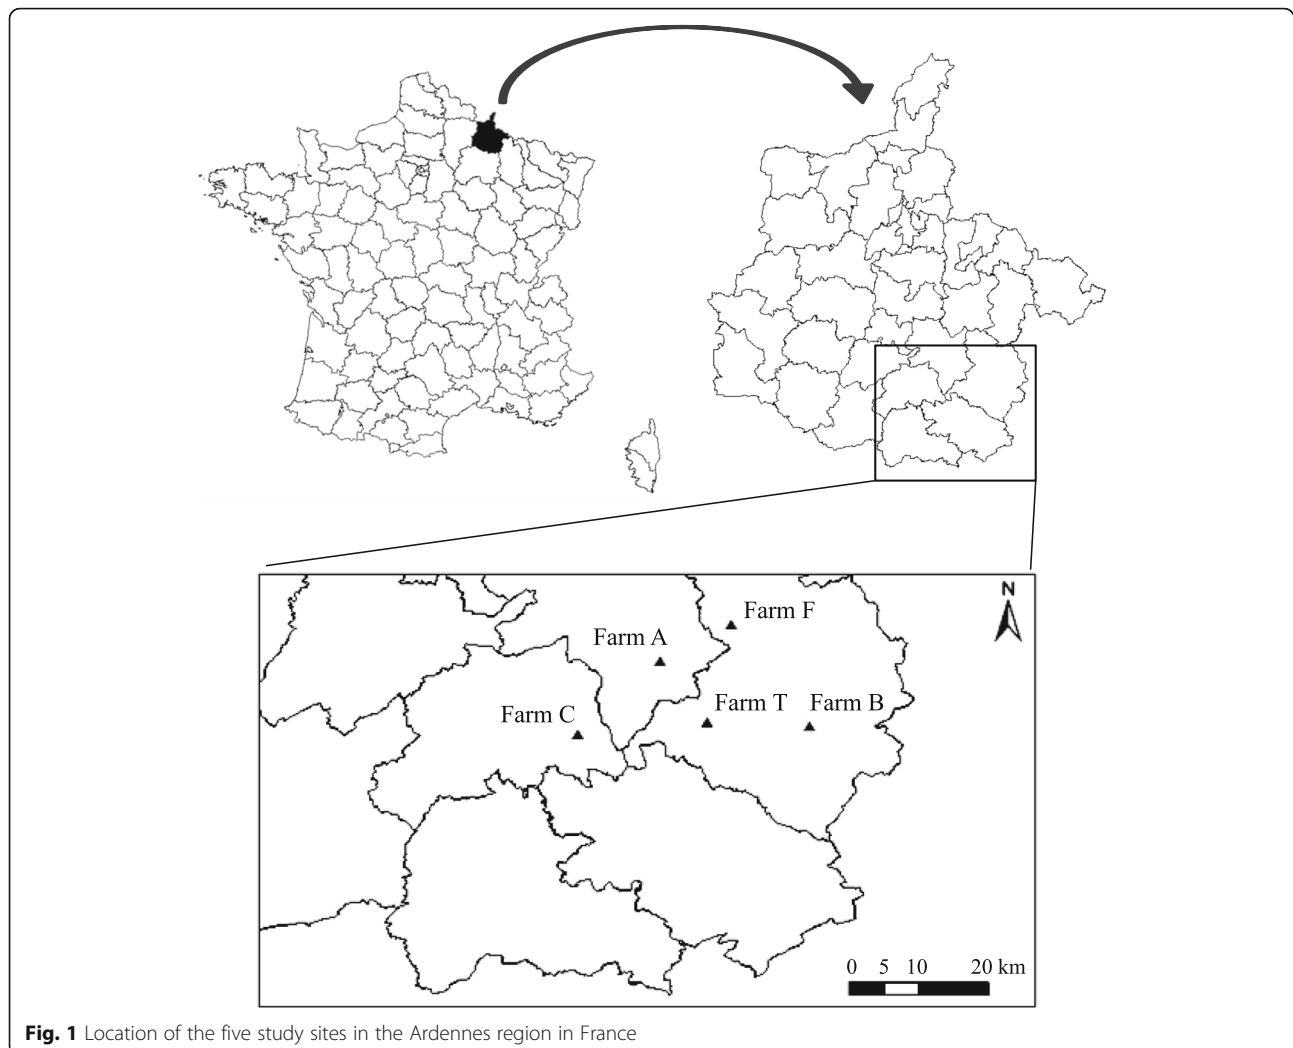 N
Farm F
Farm A
Farm T
Farm B
Farm C
0 5 10 20 km
Fig. 1 Location of the five study sites in the Ardennes region in France